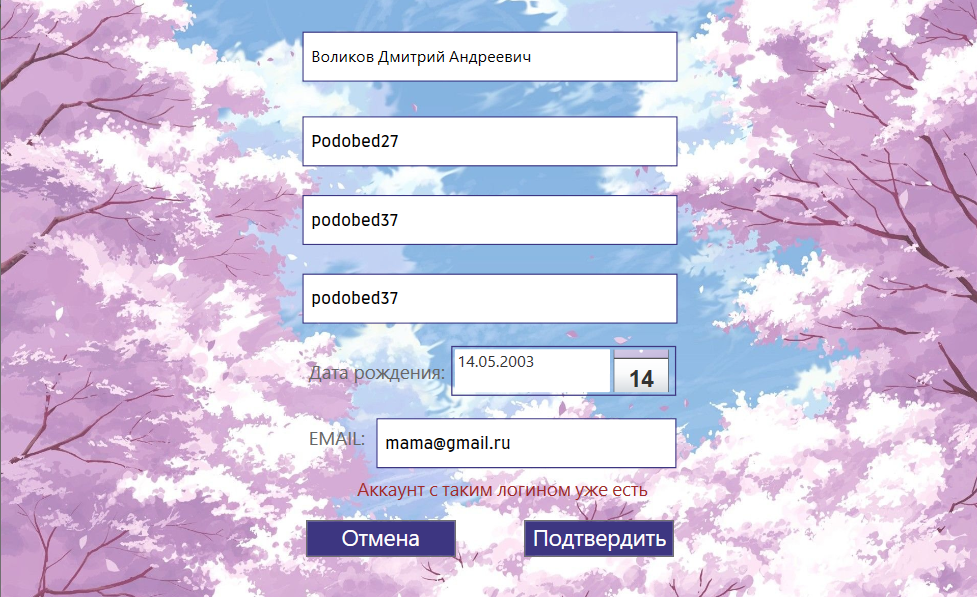 Воликов Дмитрий Андреевич
Podobed27
podobed37
podobed37
Дата рождения: 14.05.2003 14
EMAIL: mama@gmail.ru
Аккаунт с таким логином уже есть
Отмена Подтвердить